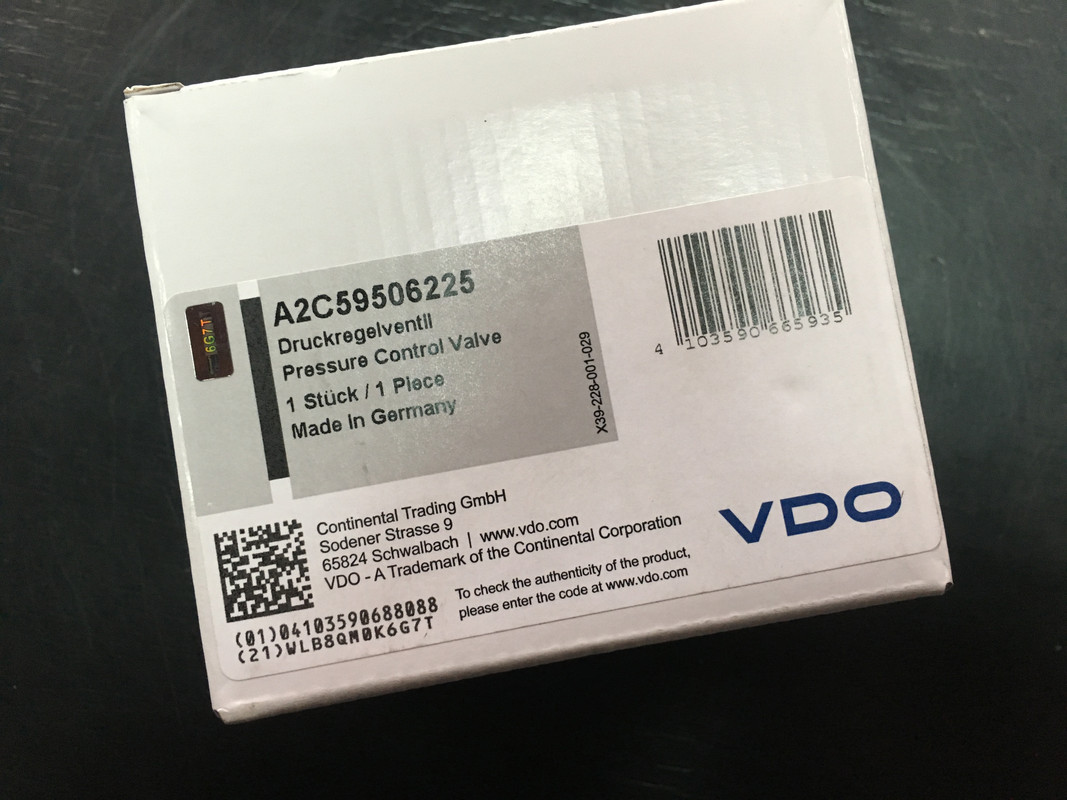 A2C59506225
Druckregelventil
Pressure Control Valve
1 Stück / 1 Piece
Made In Germany
X39-228-001-029
4 103590 665935
6G7T
Continental Trading GmbH
Sodener Strasse 9
65824 Schwalbach | www.vdo.com
VDO - A Trademark of the Continental Corporation
VDO
To check the authenticity of the product,
please enter the code at www.vdo.com
(01)04103590688088
(21)WLB8QM0K6G7T